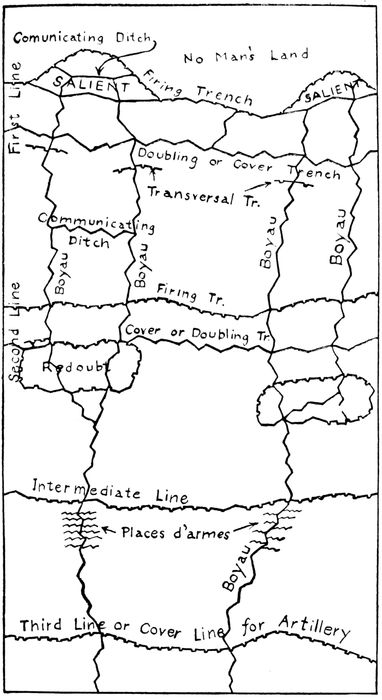 Comunicating Ditch
No Man's Land
First Line
SALIENT
Firing Trench
SALIENT
Doubling or Cover Trench
Transversal Tr.
Communicating
Ditch
Boyau
Boyau
Boyau
Boyau
Second Line
Firing Tr.
Cover or Doubling Tr.
Redoubt
Intermediate Line
Places d'armes
Boyau
Third Line or Cover Line for Artillery